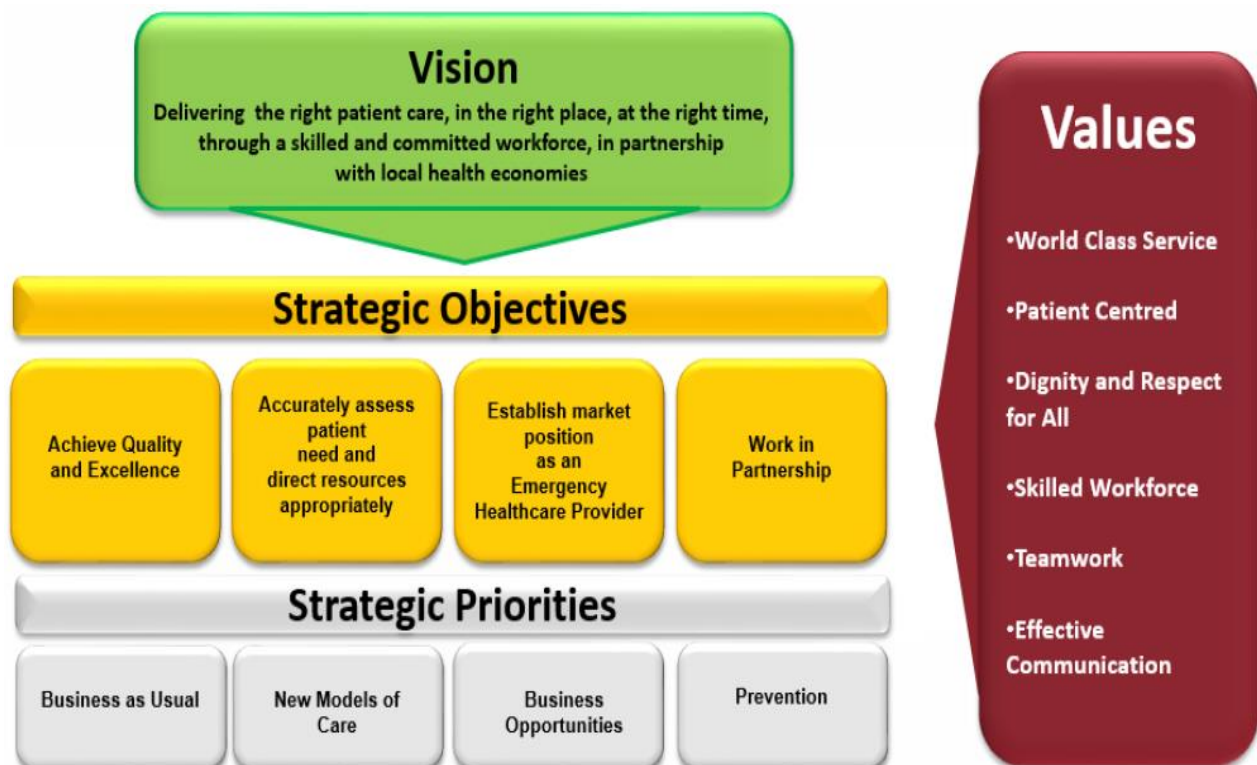 Vision
Delivering the right patient care, in the right place, at the right time,
through a skilled and committed workforce, in partnership
with local health economies
Strategic Objectives
Achieve Quality
and Excellence
Accurately assess
patient
need and
direct resources
appropriately
Establish market
position
as an
Emergency
Healthcare Provider
Work in
Partnership
Strategic Priorities
Business as Usual
New Models of
Care
Business
Opportunities
Prevention
Values
•World Class Service
•Patient Centred
•Dignity and Respect
for All
•Skilled Workforce
•Teamwork
•Effective
Communication